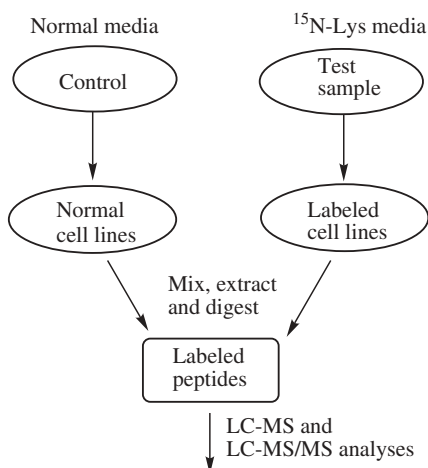 Normal media
¹⁵N-Lys media
Control
Test
sample
Normal
cell lines
Labeled
cell lines
Mix, extract
and digest
Labeled
peptides
LC-MS and
LC-MS/MS analyses